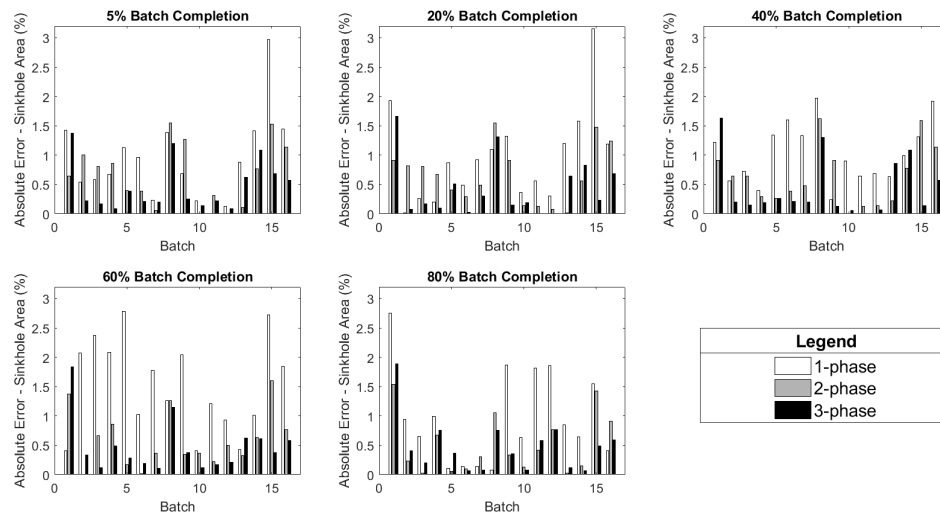 5% Batch Completion
Absolute Error - Sinkhole Area (%)
3
2.5
2
1.5
1
0.5
0
0 5 10 15
Batch
20% Batch Completion
Absolute Error - Sinkhole Area (%)
3
2.5
2
1.5
1
0.5
0
0 5 10 15
Batch
40% Batch Completion
Absolute Error - Sinkhole Area (%)
3
2.5
2
1.5
1
0.5
0
0 5 10 15
Batch
60% Batch Completion
Absolute Error - Sinkhole Area (%)
3
2.5
2
1.5
1
0.5
0
0 5 10 15
Batch
80% Batch Completion
Absolute Error - Sinkhole Area (%)
3
2.5
2
1.5
1
0.5
0
0 5 10 15
Batch
Legend
1-phase
2-phase
3-phase